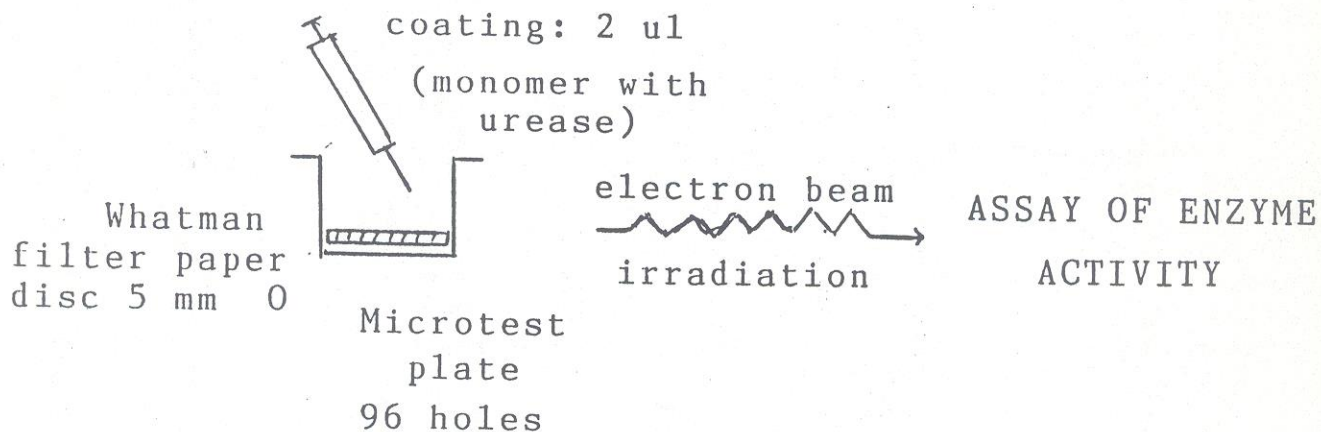 coating: 2 ul
(monomer with
urease)
Whatman
filter paper
disc 5 mm O
Microtest
plate
96 holes
electron beam
irradiation
ASSAY OF ENZYME
ACTIVITY